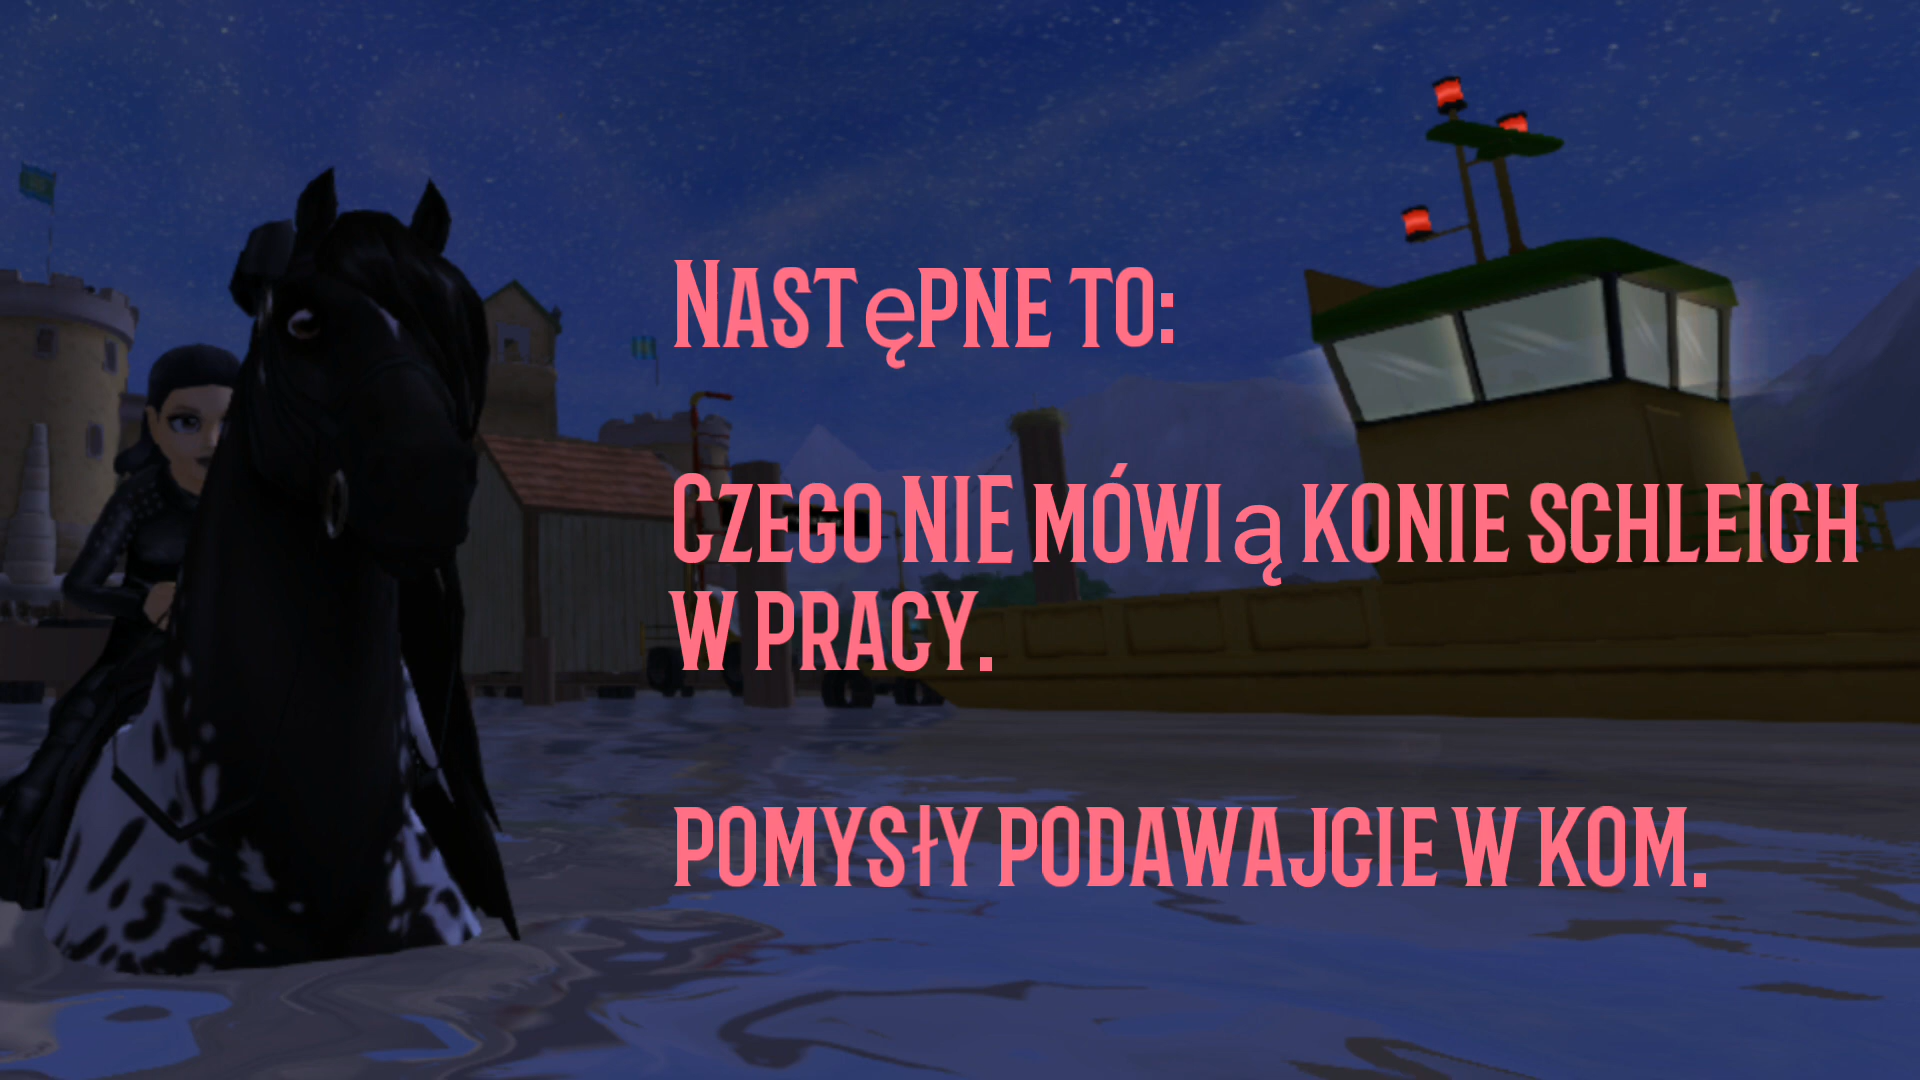 Następne to:
Czego NIE mówią konie schleich
w pracy.
pomysły podawajcie w kom.